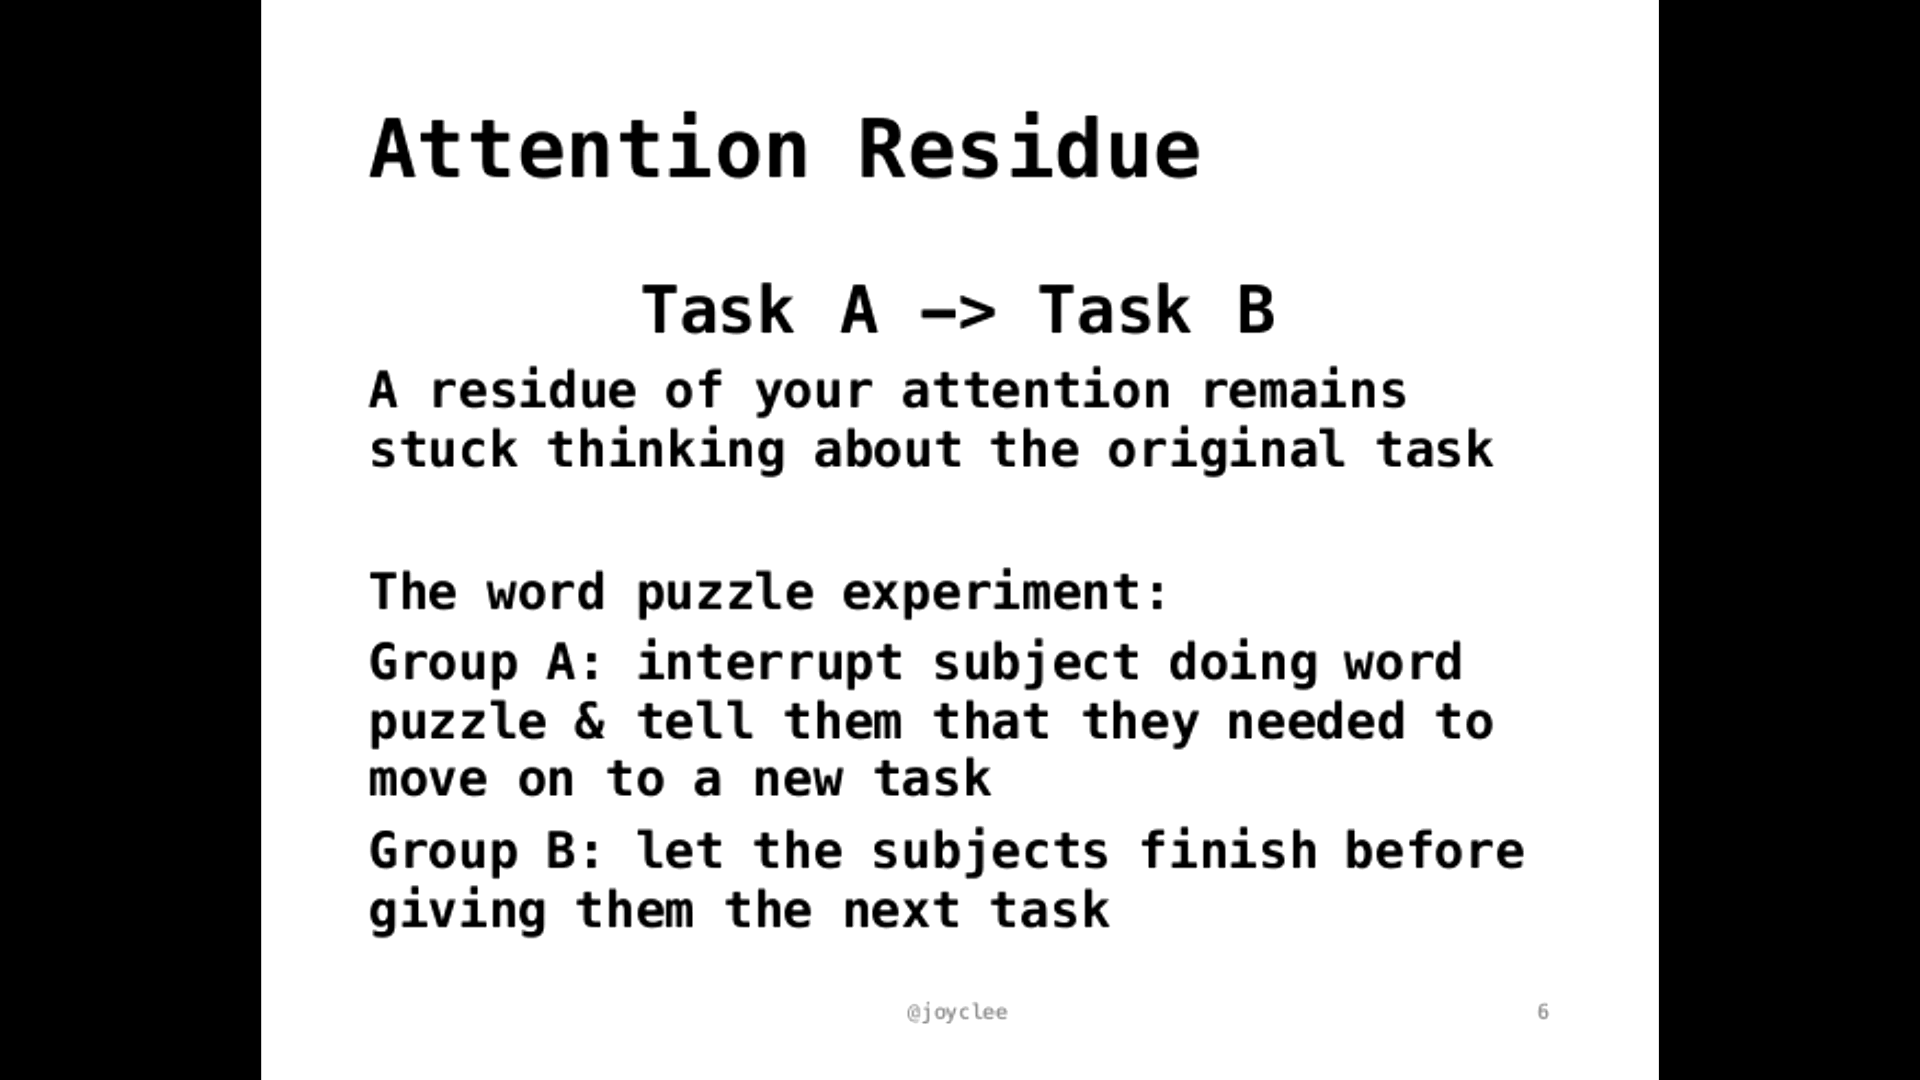 Attention Residue
Task A –> Task B
A residue of your attention remains
stuck thinking about the original task
The word puzzle experiment:
Group A: interrupt subject doing word
puzzle & tell them that they needed to
move on to a new task
Group B: let the subjects finish before
giving them the next task
@joyclee
6